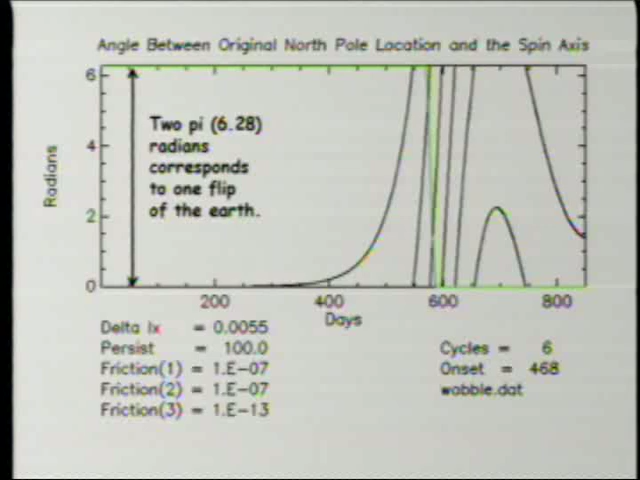 Angle Between Original North Pole Location and the Spin Axis
6
4
2
0
Radians
Two pi (6.28)
radians
corresponds
to one flip
of the earth.
200 400 600 800
Days
Delta Ix = 0.0055
Persist = 100.0
Friction(1) = 1.E-07
Friction(2) = 1.E-07
Friction(3) = 1.E-13
Cycles = 6
Onset = 468
wobble.dat